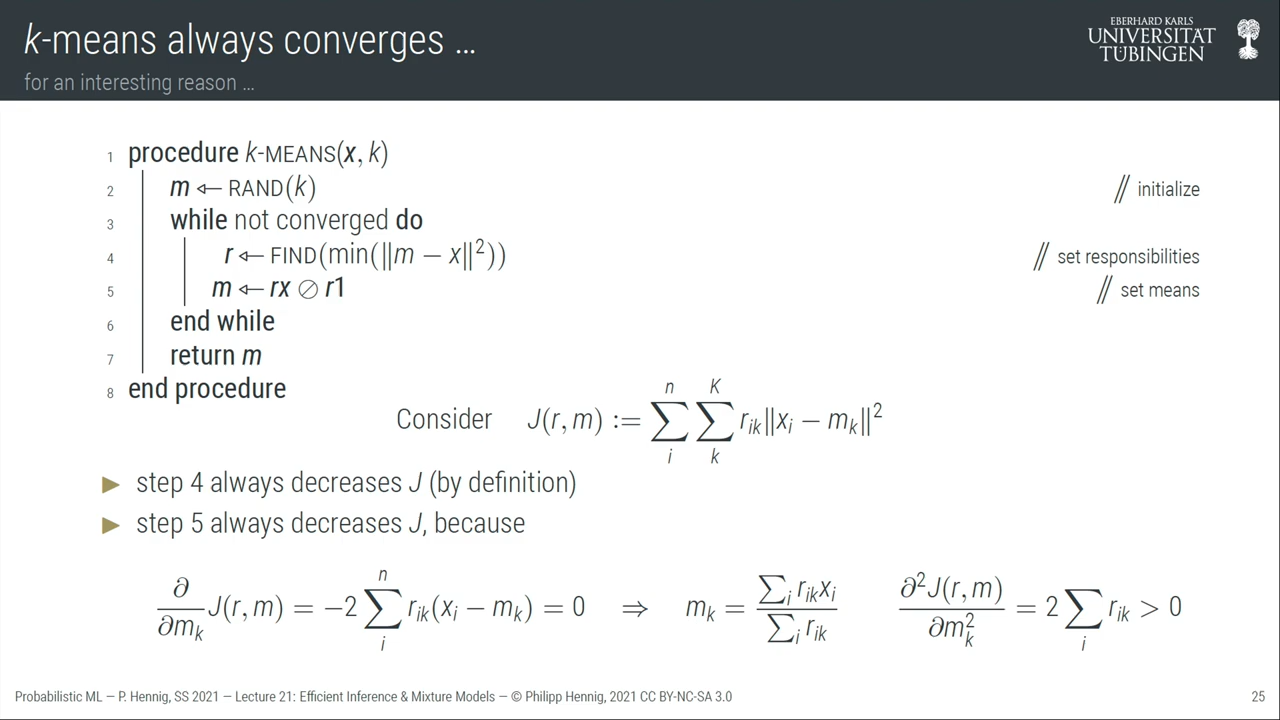 k-means always converges …
for an interesting reason …
EBERHARD KARLS
UNIVERSITÄT
TÜBINGEN
1 procedure k-MEANS(x, k)
2 m ⇽ RAND(k) // initialize
3 while not converged do
4 r ⇽ FIND(min(‖m − x‖²)) // set responsibilities
5 m ⇽ rx ⊘ r1 // set means
6 end while
7 return m
8 end procedure
Consider J(r, m) := ∑_i^n ∑_k^K r_ik‖x_i − m_k‖²
▶ step 4 always decreases J (by definition)
▶ step 5 always decreases J, because
∂/∂m_k J(r, m) = −2 ∑_i^n r_ik(x_i − m_k) = 0 ⇒ m_k = ∑_i r_ik x_i / ∑_i r_ik ∂²J(r, m)/∂m_k² = 2 ∑_i r_ik > 0
Probabilistic ML — P. Hennig, SS 2021 — Lecture 21: Efficient Inference & Mixture Models — © Philipp Hennig, 2021 CC BY-NC-SA 3.0 25